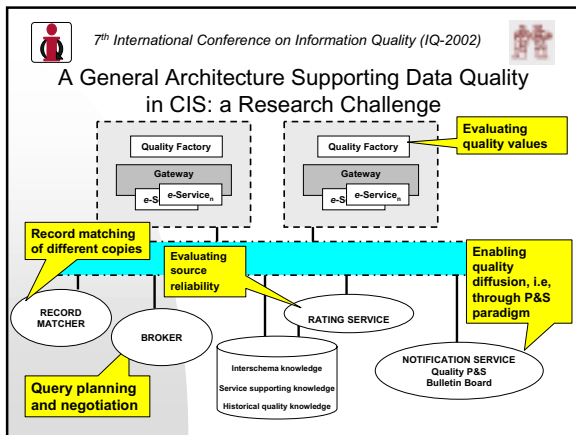 7th International Conference on Information Quality (IQ-2002)
A General Architecture Supporting Data Quality
in CIS: a Research Challenge
Quality Factory
Gateway
e-S
e-Serviceₙ
Quality Factory
Gateway
e-S
e-Serviceₙ
Evaluating
quality values
Record matching
of different copies
Evaluating
source
reliability
Enabling
quality
diffusion, i.e,
through P&S
paradigm
RECORD
MATCHER
BROKER
RATING SERVICE
Interschema knowledge
Service supporting knowledge
Historical quality knowledge
NOTIFICATION SERVICE
Quality P&S
Bulletin Board
Query planning
and negotiation